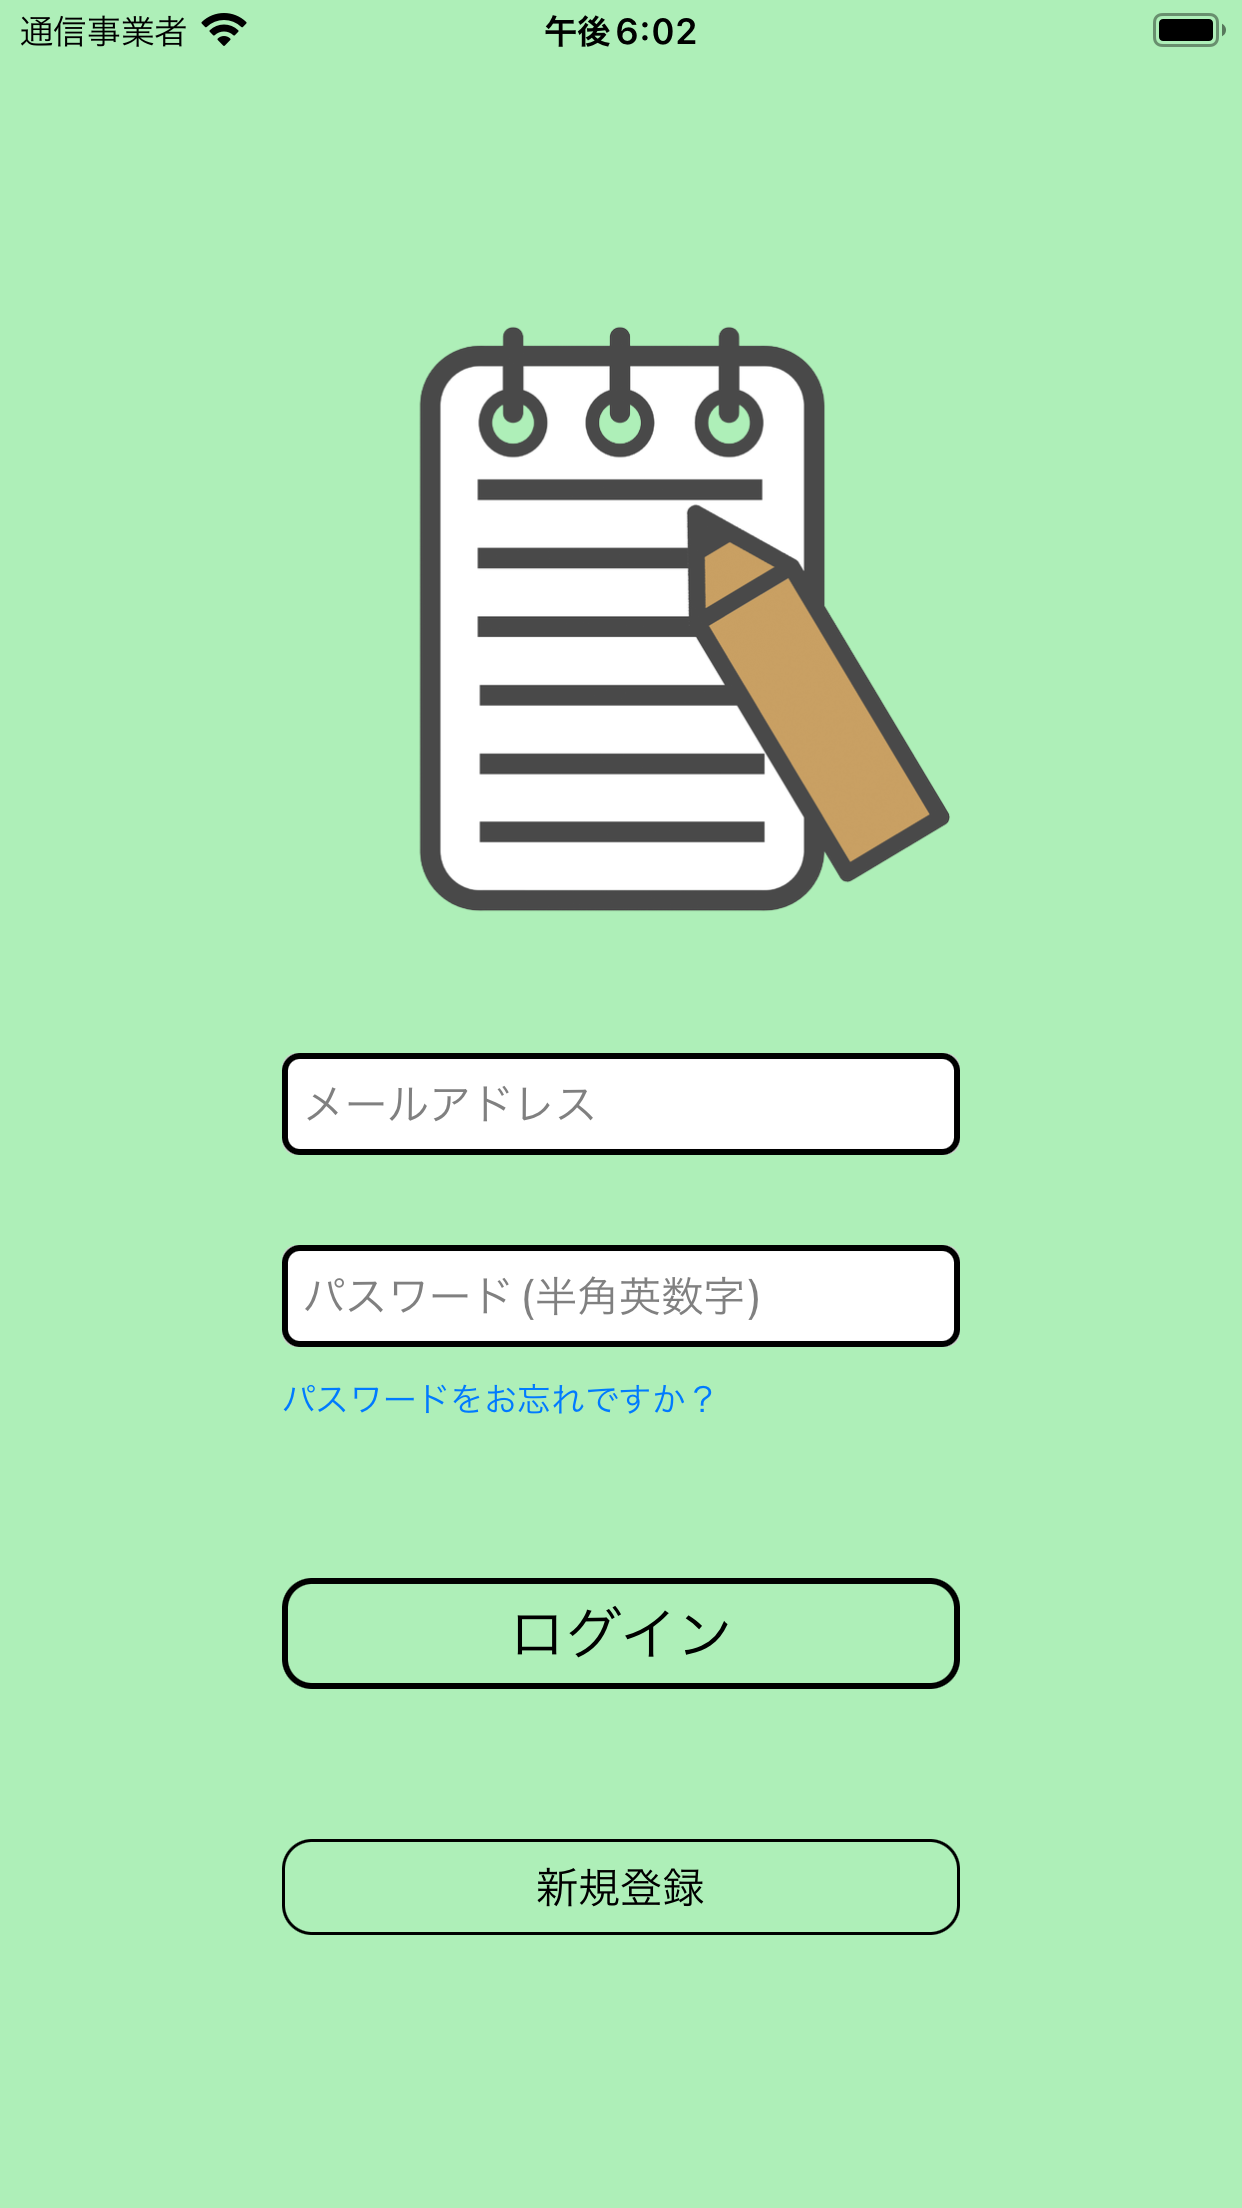 通信事業者
午後6:02
メールアドレス
パスワード (半角英数字)
パスワードをお忘れですか？
ログイン
新規登録